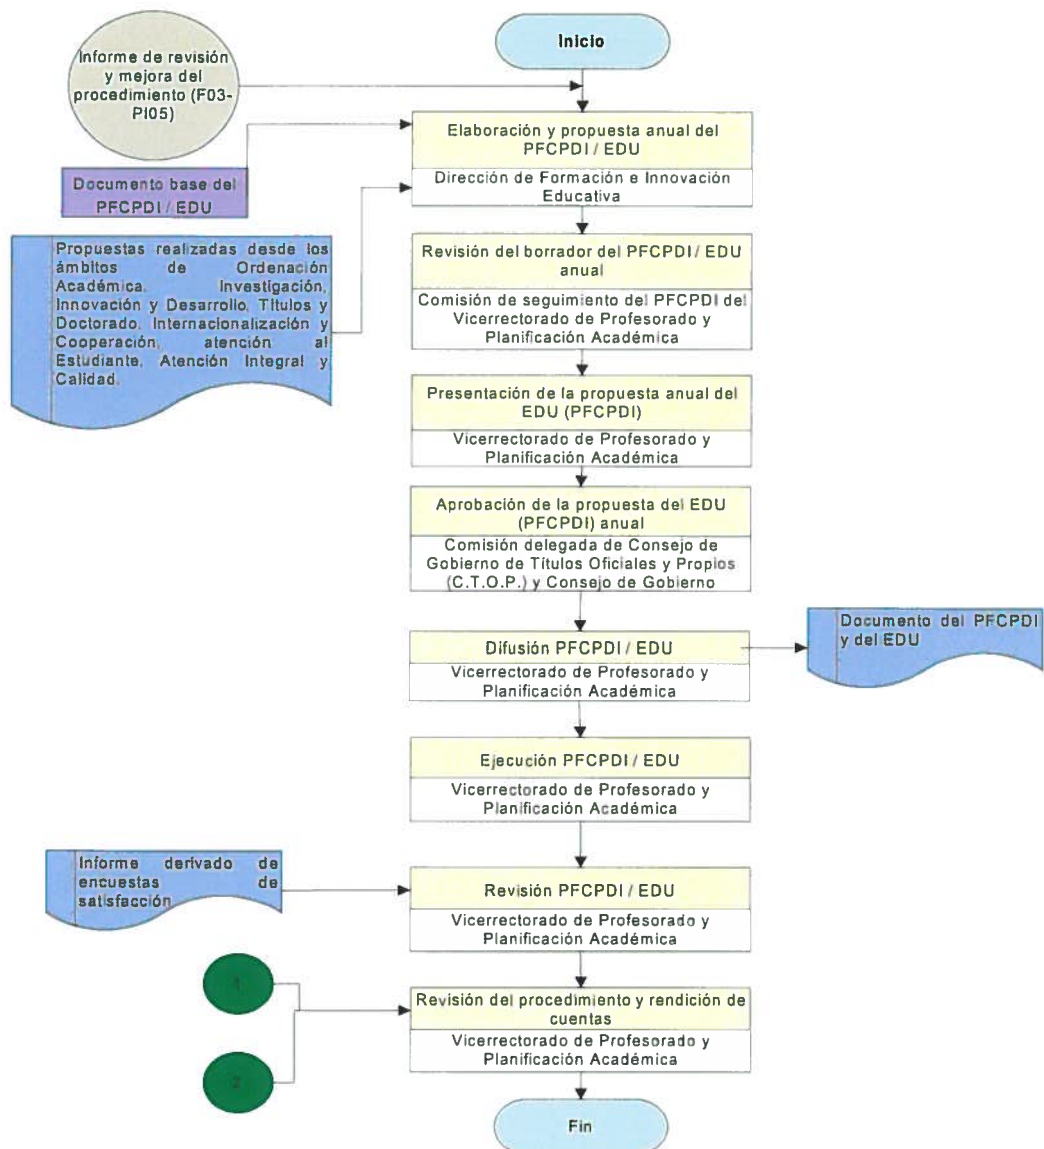 Inicio
Informe de revisión
y mejora del
procedimiento (F03-
PI05)
Elaboración y propuesta anual del
PFCPDI / EDU
Dirección de Formación e Innovación
Educativa
Documento base del
PFCPDI / EDU
Propuestas realizadas desde los
ámbitos de Ordenación
Académica, Investigación,
Innovación y Desarrollo, Títulos y
Doctorado, Internacionalización y
Cooperación, atención al
Estudiante, Atención Integral y
Calidad.
Revisión del borrador del PFCPDI / EDU
anual
Comisión de seguimiento del PFCPDI del
Vicerrectorado de Profesorado y
Planificación Académica
Presentación de la propuesta anual del
EDU (PFCPDI)
Vicerrectorado de Profesorado y
Planificación Académica
Aprobación de la propuesta del EDU
(PFCPDI) anual
Comisión delegada de Consejo de
Gobierno de Títulos Oficiales y Propios
(C.T.O.P.) y Consejo de Gobierno
Difusión PFCPDI / EDU
Vicerrectorado de Profesorado y
Planificación Académica
Documento del PFCPDI
y del EDU
Ejecución PFCPDI / EDU
Vicerrectorado de Profesorado y
Planificación Académica
Informe derivado de
encuestas de
satisfacción
Revisión PFCPDI / EDU
Vicerrectorado de Profesorado y
Planificación Académica
1
Revisión del procedimiento y rendición de
cuentas
Vicerrectorado de Profesorado y
Planificación Académica
2
Fin